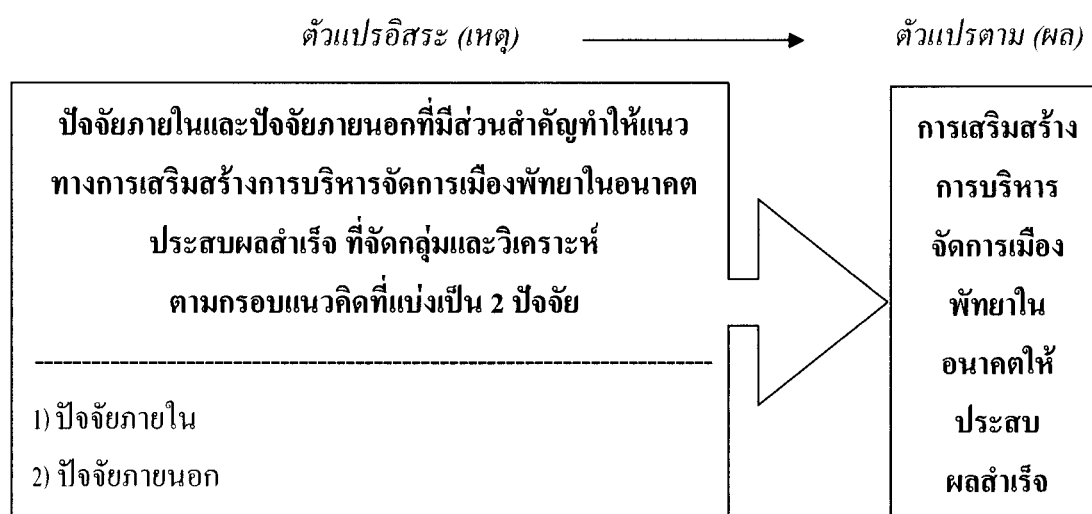 ตัวแปรอิสระ (เหตุ)
ตัวแปรตาม (ผล)
ปัจจัยภายในและปัจจัยภายนอกที่มีส่วนสำคัญทำให้แนว
ทางการเสริมสร้างการบริหารจัดการเมืองพัทยาในอนาคต
ประสบผลสำเร็จ ที่จัดกลุ่มและวิเคราะห์
ตามกรอบแนวคิดที่แบ่งเป็น 2 ปัจจัย
1) ปัจจัยภายใน
2) ปัจจัยภายนอก
การเสริมสร้าง
การบริหาร
จัดการเมือง
พัทยาใน
อนาคตให้
ประสบ
ผลสำเร็จ